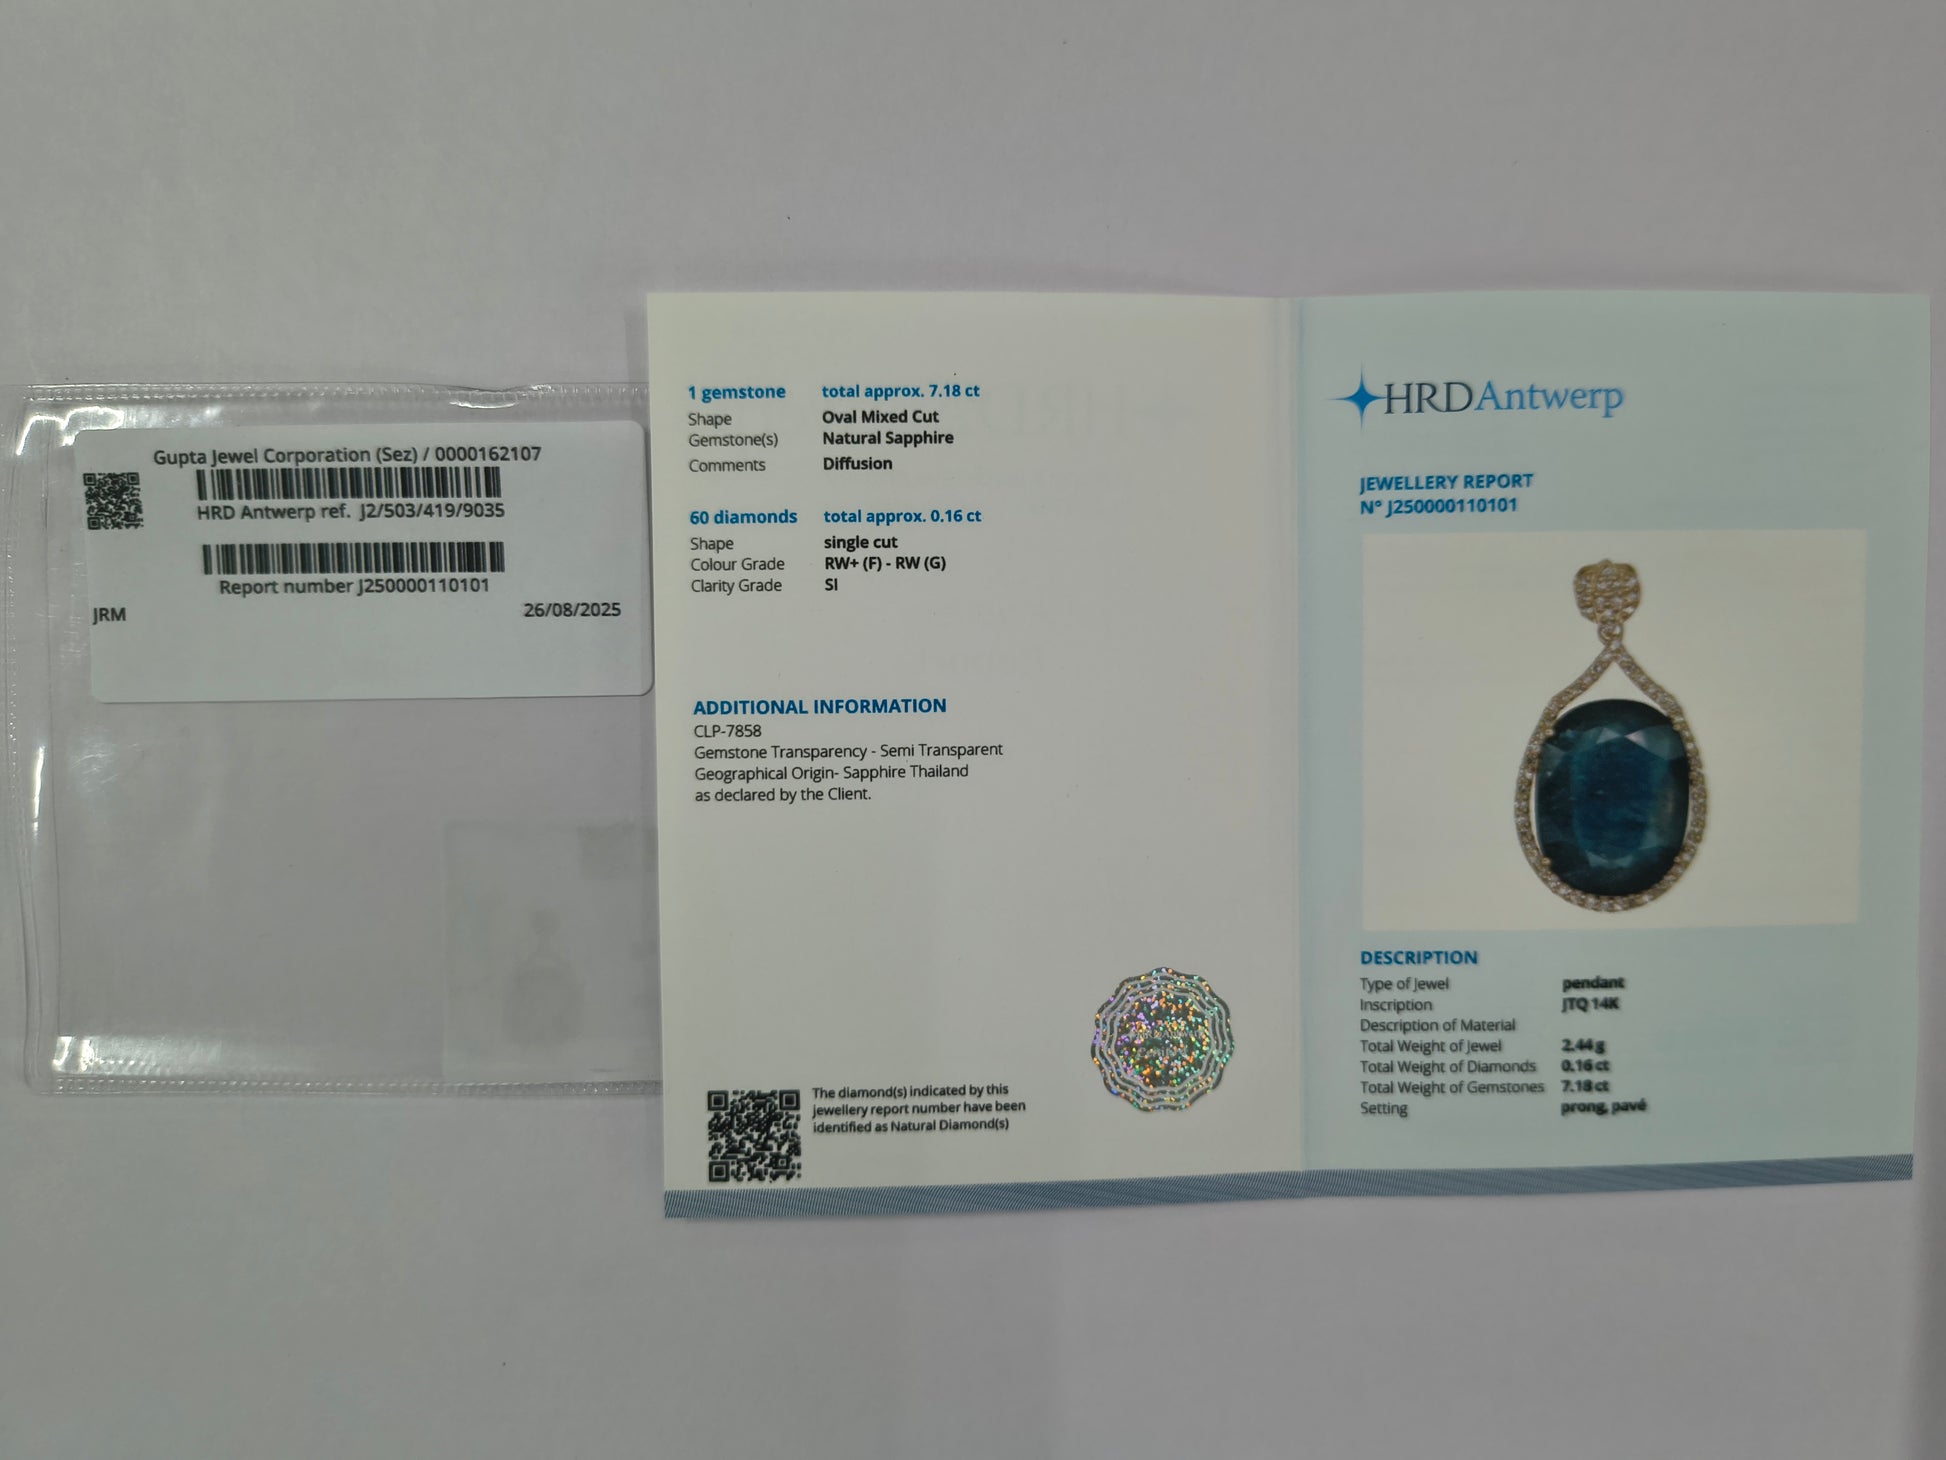 Gupta Jewel Corporation (Sez) / 0000162107
HRD Antwerp ref. J2/503/419/9035
Report number J250000110101
JRM
26/08/2025
1 gemstone total approx. 7.18 ct
Shape Oval Mixed Cut
Gemstone(s) Natural Sapphire
Comments Diffusion
60 diamonds total approx. 0.16 ct
Shape single cut
Colour Grade RW+ (F) - RW (G)
Clarity Grade SI
ADDITIONAL INFORMATION
CLP-7858
Gemstone Transparency - Semi Transparent
Geographical Origin- Sapphire Thailand
as declared by the Client.
The diamond(s) indicated by this
jewellery report number have been
identified as Natural Diamond(s)
HRD Antwerp
JEWELLERY REPORT
N° J250000110101
DESCRIPTION
Type of Jewel pendant
Inscription JTQ 14K
Description of Material
Total Weight of Jewel 2.44 g
Total Weight of Diamonds 0.16 ct
Total Weight of Gemstones 7.18 ct
Setting prong, pavé